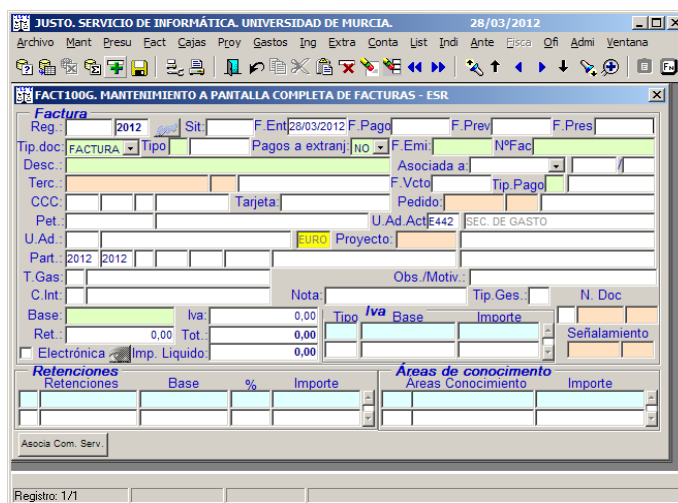 JUSTO. SERVICIO DE INFORMÁTICA. UNIVERSIDAD DE MURCIA. 28/03/2012
Archivo Mant Presu Fact Cajas Proy Gastos Ing Extra Conta List Indi Ante Fisca Ofi Admi Ventana
FACT100G. MANTENIMIENTO A PANTALLA COMPLETA DE FACTURAS - ESR
Factura
Reg.: 2012 Sit: F.Ent 28/03/2012 F.Pago F.Prev F.Pres
Tip.doc: FACTURA Tipo Pagos a extranj: NO F.Emi: NºFac
Desc.: Asociada a: /
Terc.: F.Vcto Tip.Pago
CCC: Tarjeta: Pedido:
Pet.: U.Ad.Act E442 SEC. DE GASTO
U.Ad.: EURO Proyecto:
Part.: 2012 2012
T.Gas: Obs./Motiv.:
C.Int: Nota: Tip.Ges.: N. Doc
Base: Iva: 0,00 Iva Tipo Base Importe
Ret.: 0,00 Tot.: 0,00 Señalamiento
Electrónica Imp. Liquido: 0,00
Retenciones Áreas de conocimento
Retenciones Base % Importe Áreas Conocimiento Importe
Asocia Com. Serv.
Registro: 1/1